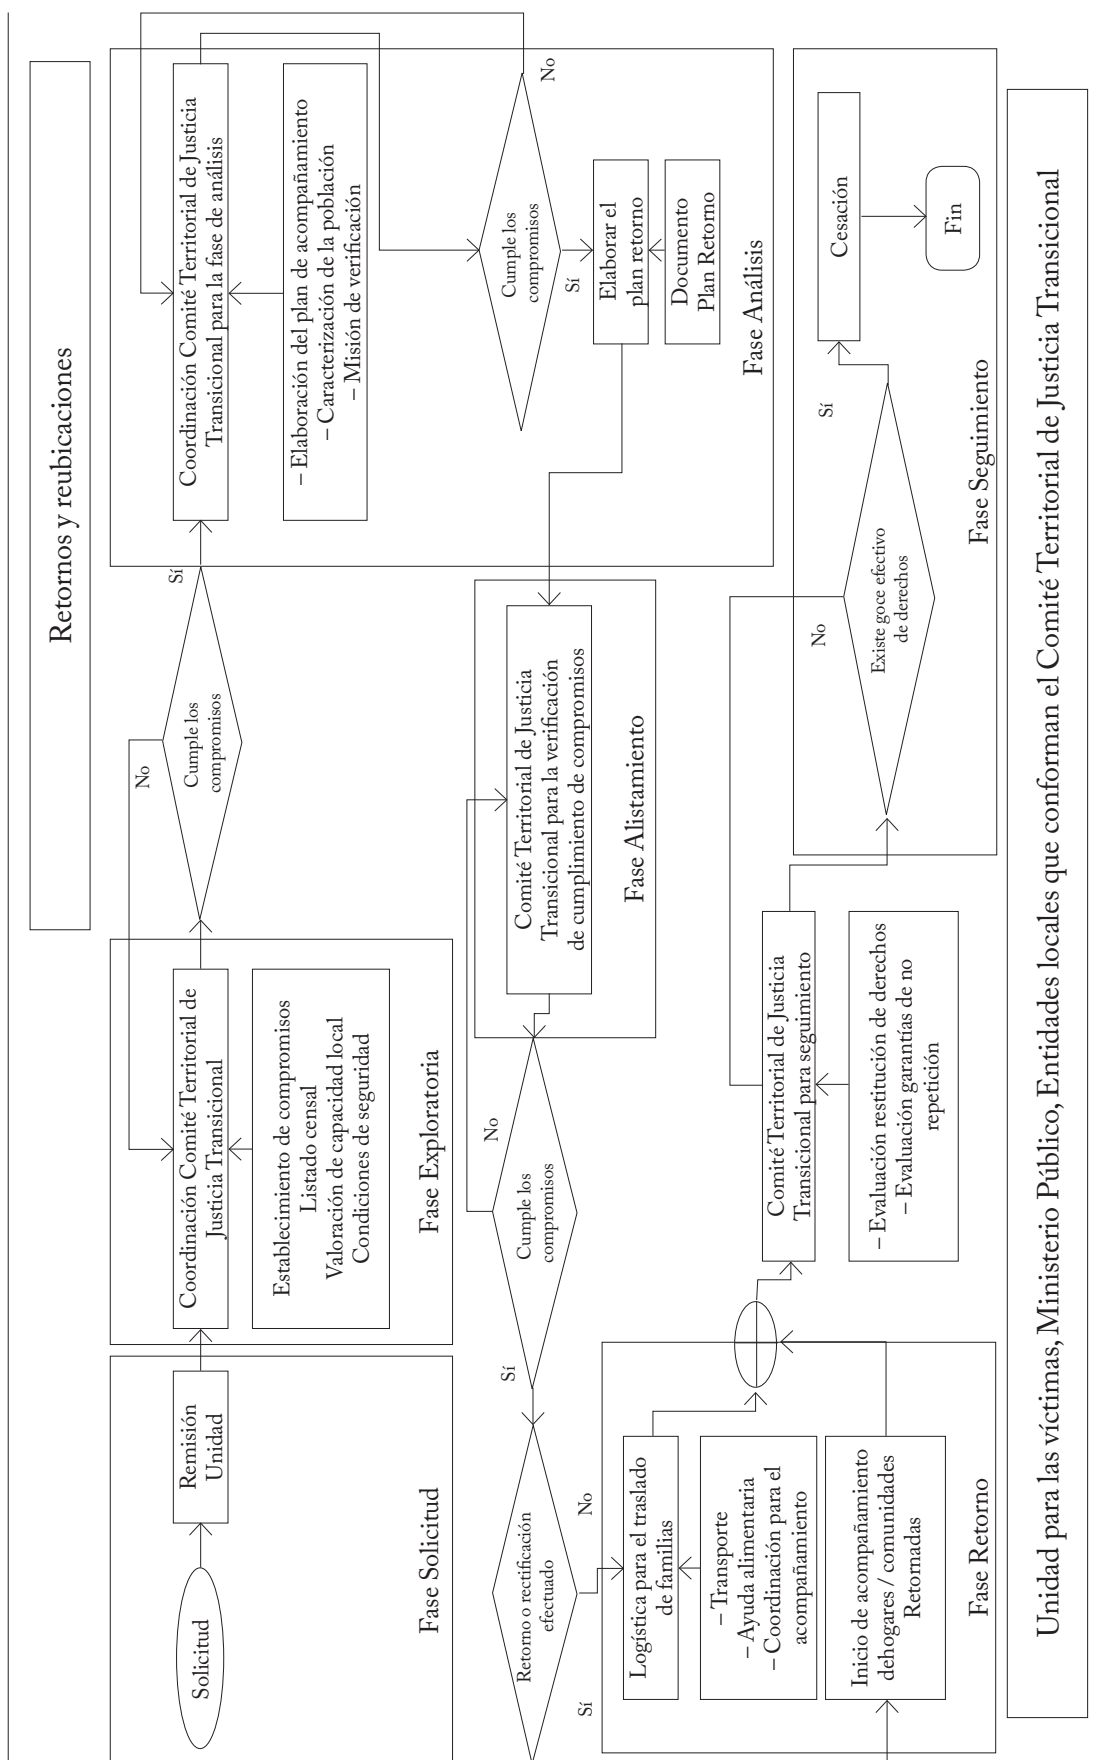 Retornos y reubicaciones
Solicitud
Remisión
Unidad
Fase Solicitud
Coordinación Comité Territorial de
Justicia Transicional
Establecimiento de compromisos
Listado censal
Valoración de capacidad local
Condiciones de seguridad
Fase Exploratoria
No
Cumple los
compromisos
Sí
Coordinación Comité Territorial de Justicia
Transicional para la fase de análisis
– Elaboración del plan de acompañamiento
– Caracterización de la población
– Misión de verificación
No
Cumple los
compromisos
Sí
Elaborar el
plan retorno
Documento
Plan Retorno
Fase Análisis
Comité Territorial de Justicia
Transicional para la verificación
de cumplimiento de compromisos
Fase Alistamiento
No
Cumple los
compromisos
Sí
Retorno o rectificación
efectuado
No
Sí
Logística para el traslado
de familias
– Transporte
– Ayuda alimentaria
– Coordinación para el
acompañamiento
Inicio de acompañamiento
dehogares / comunidades
Retornadas
Fase Retorno
Comité Territorial de Justicia
Transicional para seguimiento
– Evaluación restitución de derechos
– Evaluación garantías de no
repetición
No
Existe goce efectivo
de derechos
Sí
Cesación
Fin
Fase Seguimiento
Unidad para las víctimas, Ministerio Público, Entidades locales que conforman el Comité Territorial de Justicia Transicional